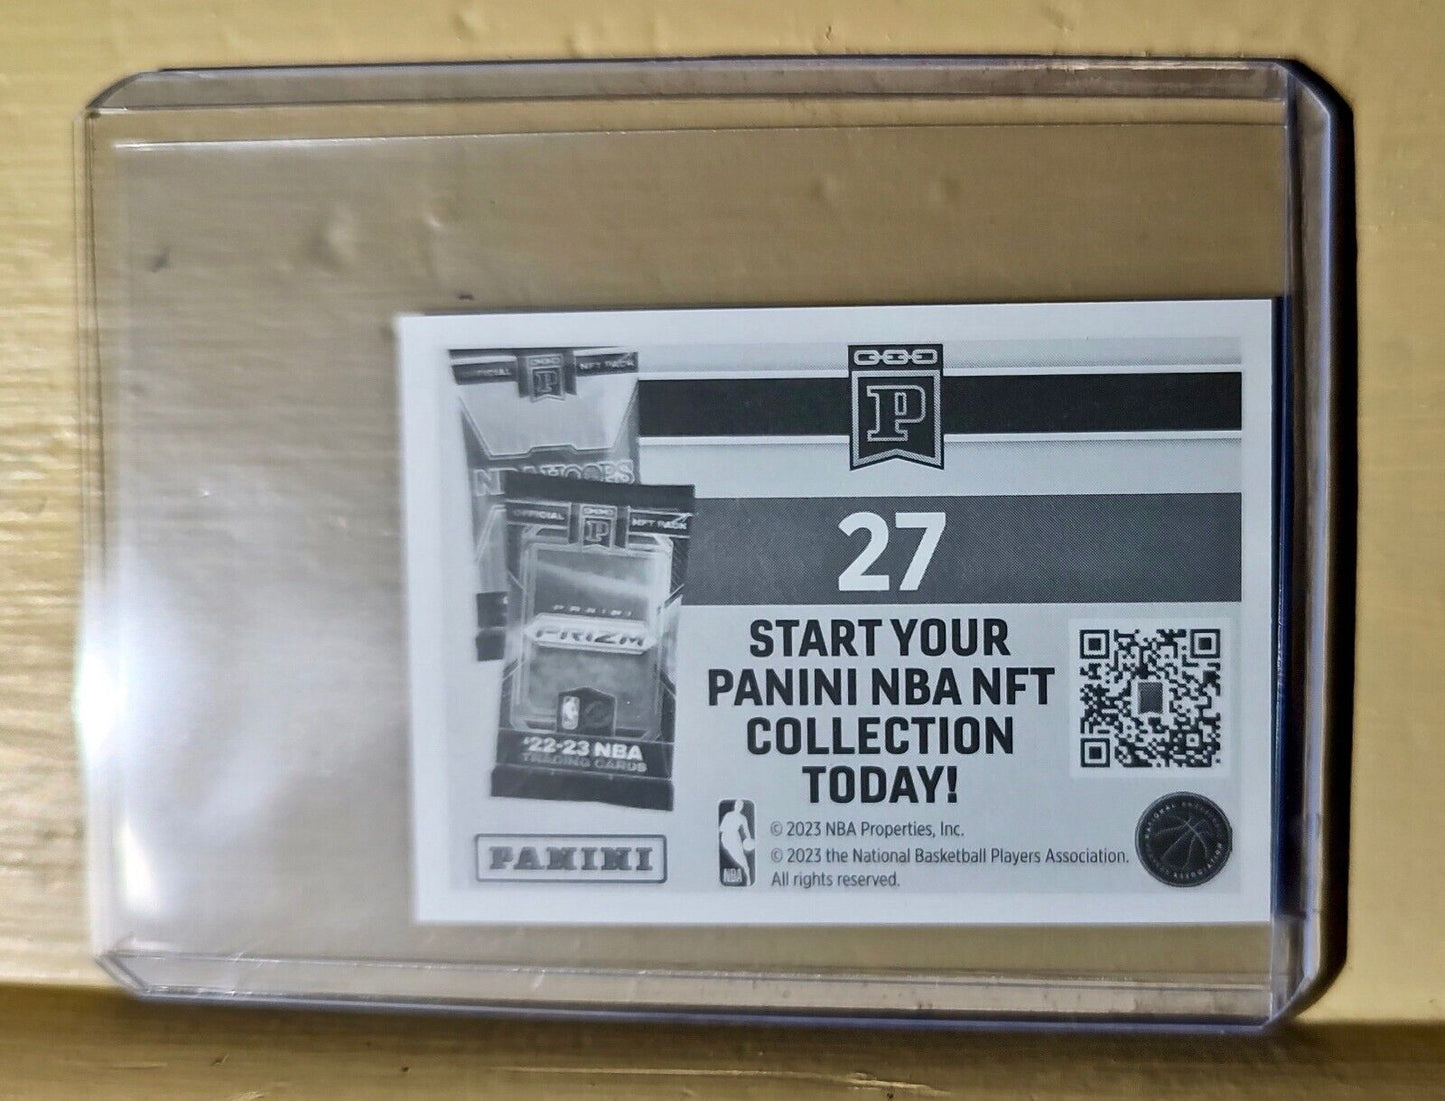 OFFICIAL NFT PACK
NBA HOOPS
OFFICIAL NFT PACK
P
PANINI
PRIZM
'22-23 NBA
TRADING CARDS
PANINI
P
27
START YOUR
PANINI NBA NFT
COLLECTION
TODAY!
NBA
© 2023 NBA Properties, Inc.
© 2023 the National Basketball Players Association.
All rights reserved.